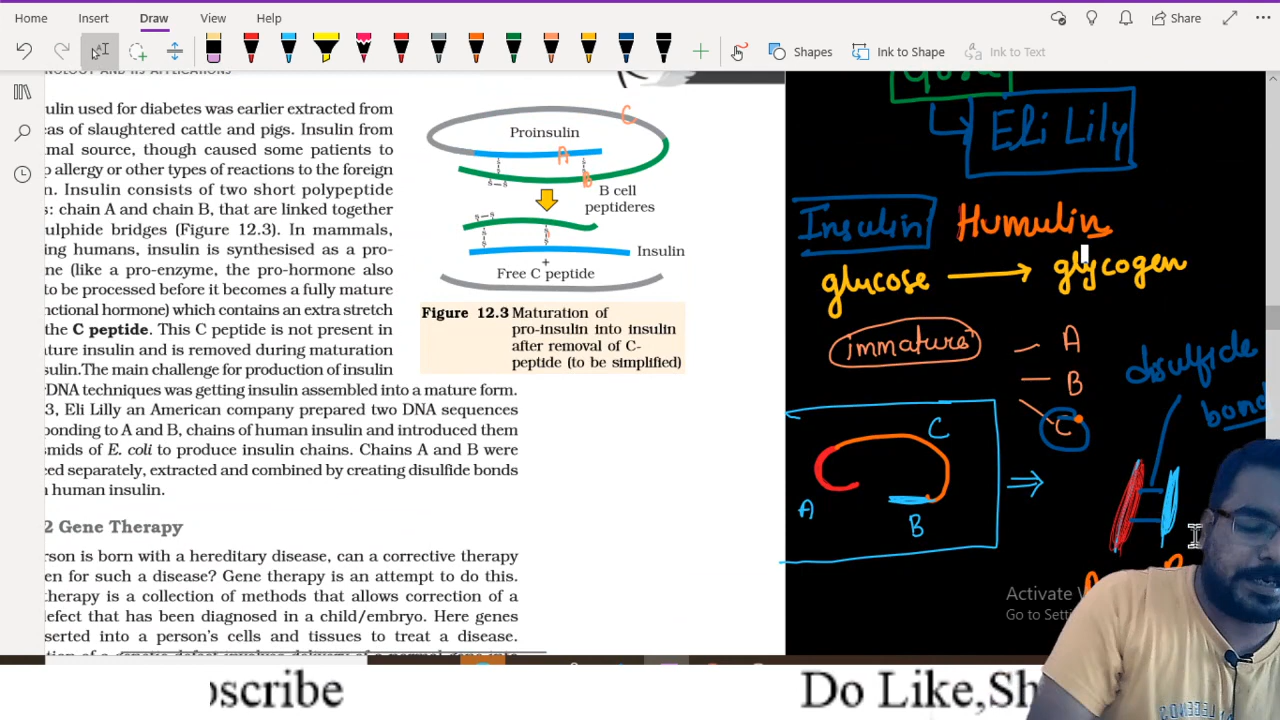 Home Insert Draw View Help
Share
Shapes Ink to Shape Ink to Text
NOLOGY AND ITS APPLICATIONS
ulin used for diabetes was earlier extracted from
eas of slaughtered cattle and pigs. Insulin from
mal source, though caused some patients to
p allergy or other types of reactions to the foreign
n. Insulin consists of two short polypeptide
s: chain A and chain B, that are linked together
sulphide bridges (Figure 12.3). In mammals,
ng humans, insulin is synthesised as a pro-
ne (like a pro-enzyme, the pro-hormone also
to be processed before it becomes a fully mature
nctional hormone) which contains an extra stretch
the C peptide. This C peptide is not present in
ature insulin and is removed during maturation
sulin.The main challenge for production of insulin
rDNA techniques was getting insulin assembled into a mature form.
3, Eli Lilly an American company prepared two DNA sequences
ponding to A and B, chains of human insulin and introduced them
smids of E. coli to produce insulin chains. Chains A and B were
ced separately, extracted and combined by creating disulfide bonds
n human insulin.
2 Gene Therapy
rson is born with a hereditary disease, can a corrective therapy
en for such a disease? Gene therapy is an attempt to do this.
therapy is a collection of methods that allows correction of a
defect that has been diagnosed in a child/embryo. Here genes
serted into a person's cells and tissues to treat a disease.
C
Proinsulin
A
B
S-S
B cell
peptideres
S-S
Insulin
+
Free C peptide
Figure 12.3 Maturation of
pro-insulin into insulin
after removal of C-
peptide (to be simplified)
Eli Lily
Insulin Humulin
glucose → glycogen
immature
A
B
C
disulfide
bond
C
A
B
⇒
Activate
Go to Setti
bscribe
Do Like,Sh